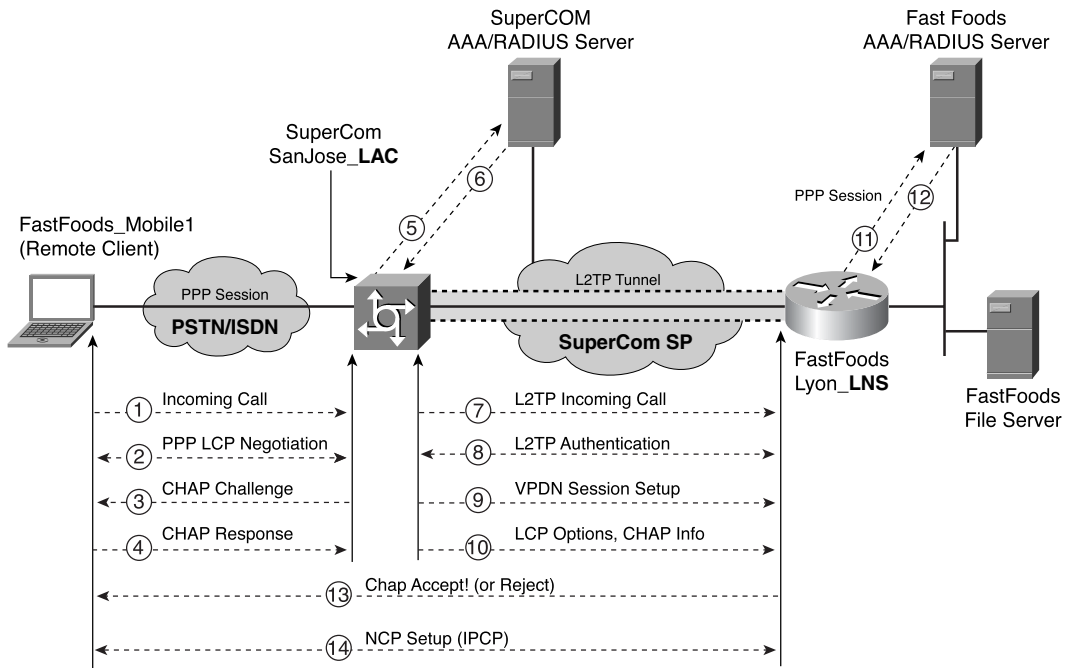 SuperCOM
AAA/RADIUS Server
Fast Foods
AAA/RADIUS Server
SuperCom
SanJose_LAC
6
5
PPP Session
12
11
FastFoods_Mobile1
(Remote Client)
PPP Session
PSTN/ISDN
L2TP Tunnel
SuperCom SP
FastFoods
Lyon_LNS
FastFoods
File Server
1 Incoming Call
2 PPP LCP Negotiation
3 CHAP Challenge
4 CHAP Response
7 L2TP Incoming Call
8 L2TP Authentication
9 VPDN Session Setup
10 LCP Options, CHAP Info
13 Chap Accept! (or Reject)
14 NCP Setup (IPCP)